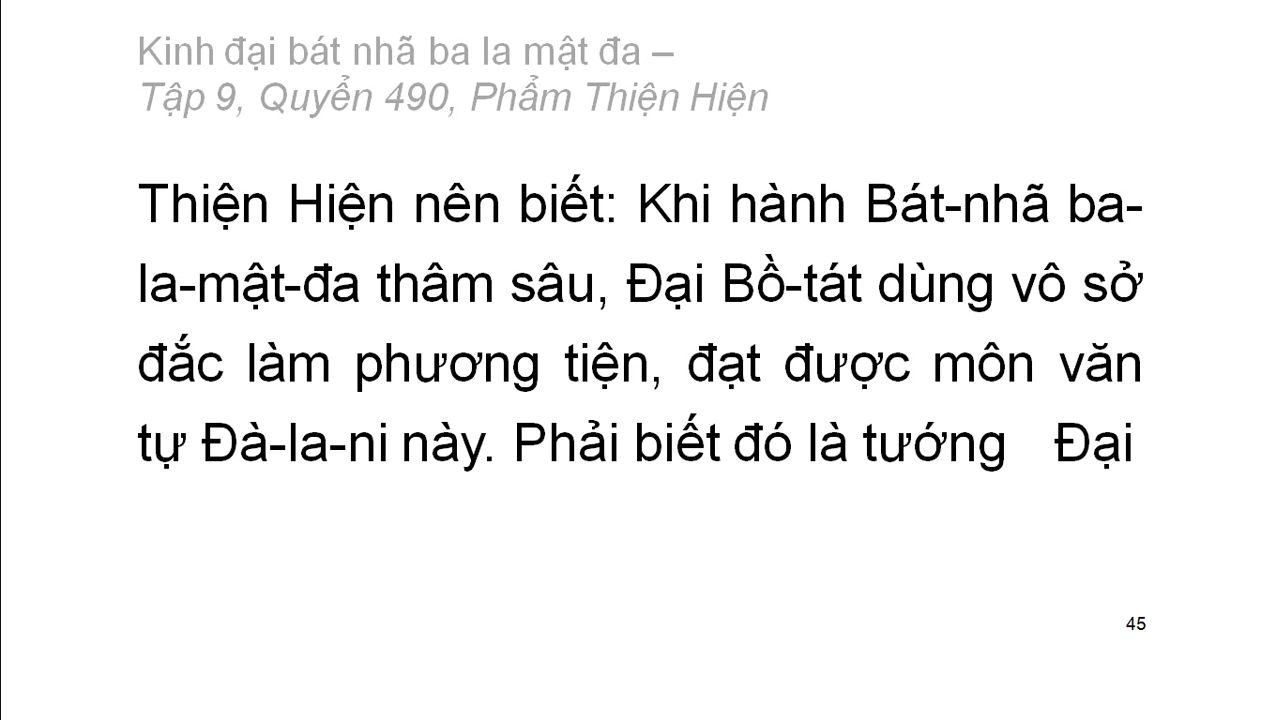 Kinh đại bát nhã ba la mật đa –
Tập 9, Quyển 490, Phẩm Thiện Hiện
Thiện Hiện nên biết: Khi hành Bát-nhã ba-
la-mật-đa thâm sâu, Đại Bồ-tát dùng vô sở
đắc làm phương tiện, đạt được môn văn
tự Đà-la-ni này. Phải biết đó là tướng Đại
45